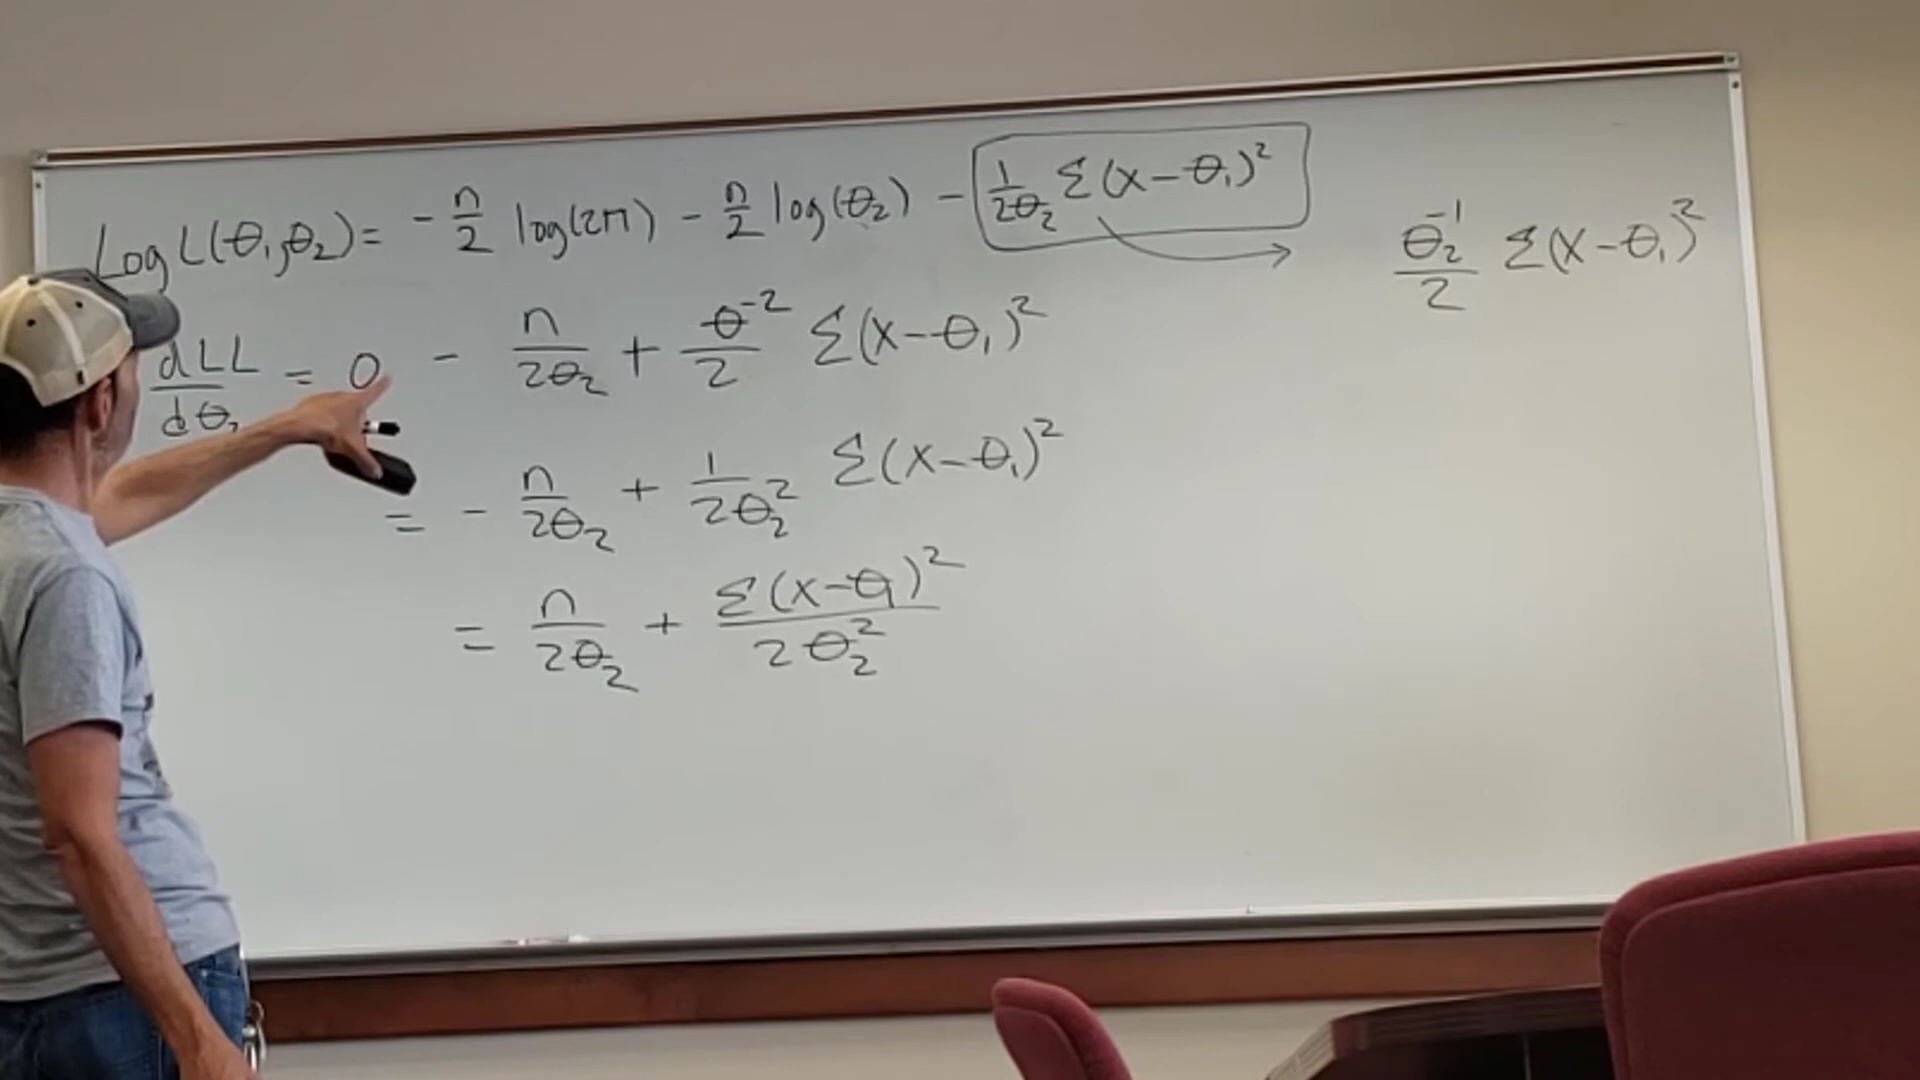 Log L(θ₁,θ₂) = - n/2 log(2π) - n/2 log(θ₂) - 1/2θ₂ Σ(x-θ₁)²
θ₂⁻¹/2 Σ(x-θ₁)²
dLL/dθ₂ = 0 - n/2θ₂ + θ⁻²/2 Σ(x-θ₁)²
= - n/2θ₂ + 1/2θ₂² Σ(x-θ₁)²
= n/2θ₂ + Σ(x-θ₁)²/2θ₂²